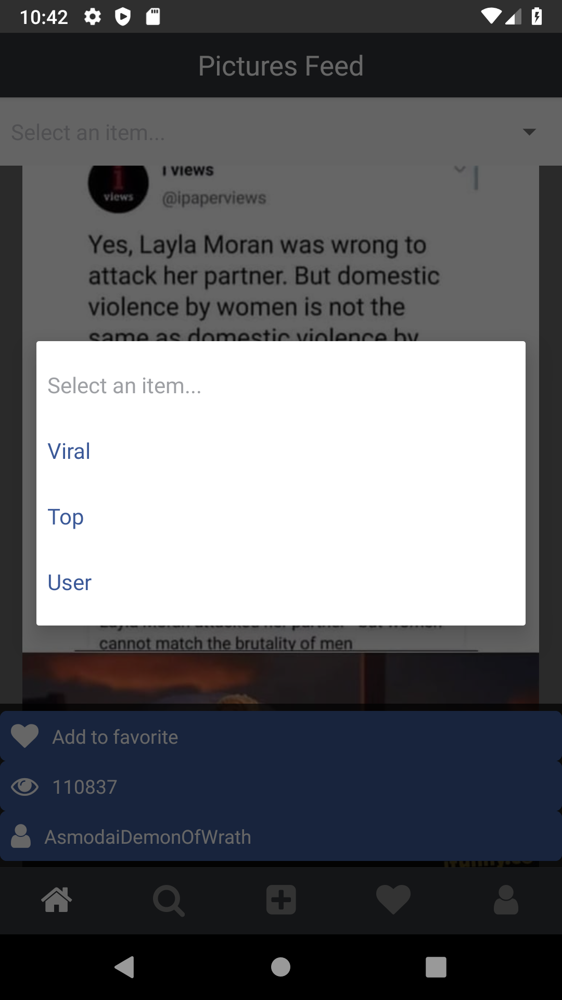 10:42
Pictures Feed
Select an item...
i views
views
@ipaperviews
Yes, Layla Moran was wrong to
attack her partner. But domestic
violence by women is not the
same as domestic violence by
Select an item...
Viral
Top
User
cannot match the brutality of men
Add to favorite
110837
AsmodaiDemonOfWrath